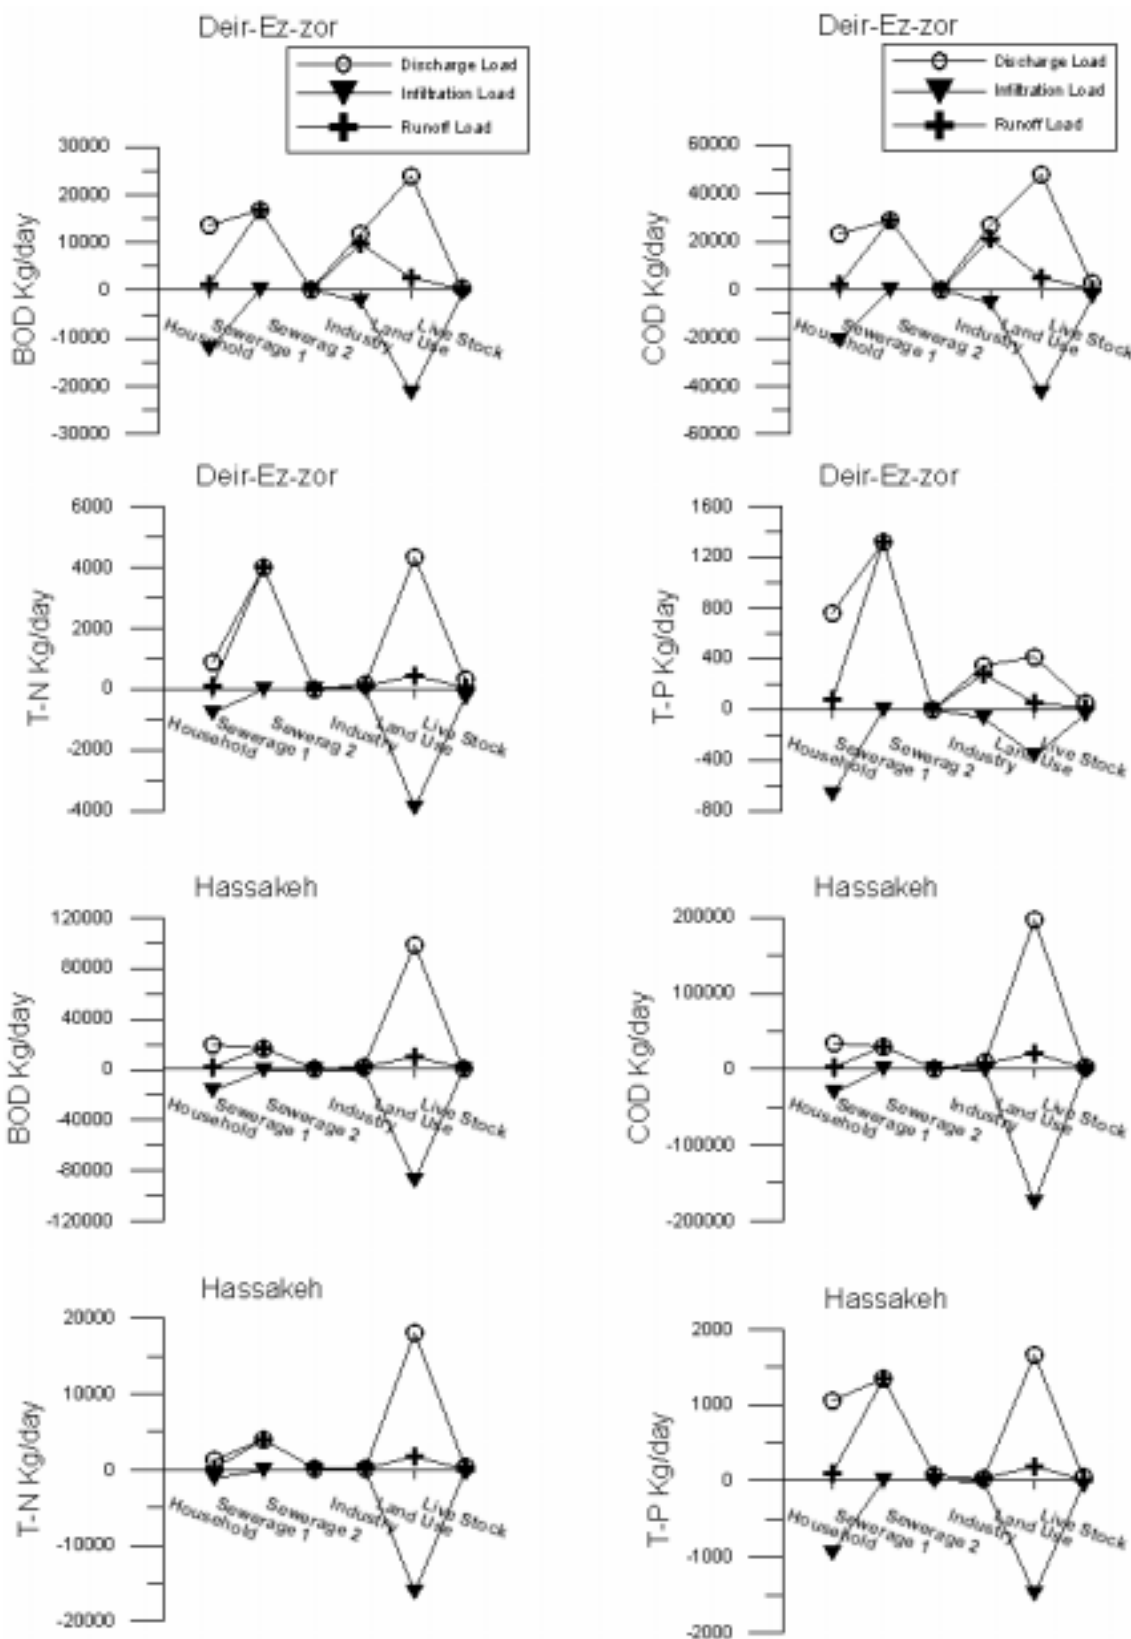 Deir-Ez-zor
Discharge Load
Infiltration Load
Runoff Load
30000
20000
10000
0
-10000
-20000
-30000
BOD Kg/day
Household
Sewerage 1
Sewerag 2
Industry
Land Use
Live Stock
Deir-Ez-zor
Discharge Load
Infiltration Load
Runoff Load
60000
40000
20000
0
-20000
-40000
-60000
COD Kg/day
Household
Sewerage 1
Sewerag 2
Industry
Land Use
Live Stock
Deir-Ez-zor
6000
4000
2000
0
-2000
-4000
T-N Kg/day
Household
Sewerage 1
Sewerag 2
Industry
Land Use
Live Stock
Deir-Ez-zor
1600
1200
800
400
0
-400
-800
T-P Kg/day
Household
Sewerage 1
Sewerag 2
Industry
Land Use
Live Stock
Hassakeh
120000
80000
40000
0
-40000
-80000
-120000
BOD Kg/day
Household
Sewerage 1
Sewerage 2
Industry
Land Use
Live Stock
Hassakeh
200000
100000
0
-100000
-200000
COD Kg/day
Household
Sewerage 1
Sewerage 2
Industry
Land Use
Live Stock
Hassakeh
20000
10000
0
-10000
-20000
T-N Kg/day
Household
Sewerage 1
Sewerage 2
Industry
Land Use
Live Stock
Hassakeh
2000
1000
0
-1000
-2000
T-P Kg/day
Household
Sewerage 1
Sewerage 2
Industry
Land Use
Live Stock